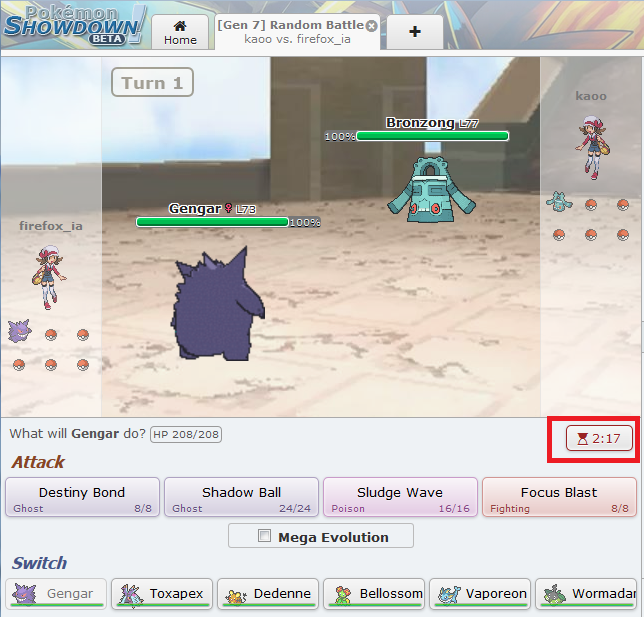 Pokémon
SHOWDOWN!
BETA
Home
[Gen 7] Random Battle
kaoo vs. firefox_ia
+
Turn 1
kaoo
Bronzong L77
100%
Gengar ♀ L73
100%
firefox_ia
What will Gengar do? HP 208/208
2:17
Attack
Destiny Bond
Ghost 8/8
Shadow Ball
Ghost 24/24
Sludge Wave
Poison 16/16
Focus Blast
Fighting 8/8
Mega Evolution
Switch
Gengar
Toxapex
Dedenne
Bellossom
Vaporeon
Wormadam